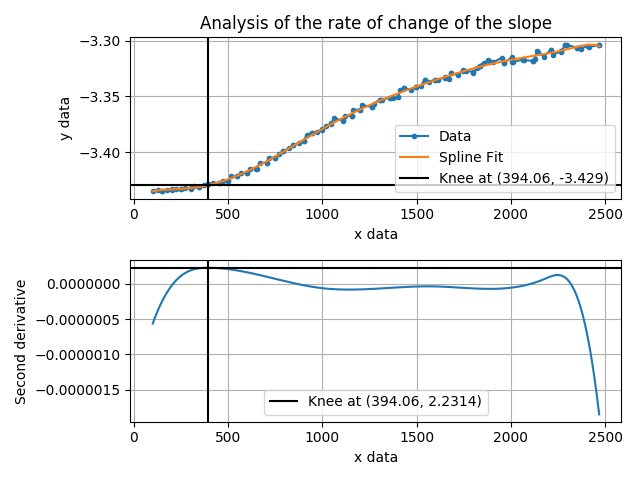 Analysis of the rate of change of the slope
−3.30
−3.35
−3.40
y data
Data
Spline Fit
Knee at (394.06, -3.429)
0 500 1000 1500 2000 2500
x data
0.0000000
−0.0000005
−0.0000010
−0.0000015
Second derivative
Knee at (394.06, 2.2314)
0 500 1000 1500 2000 2500
x data